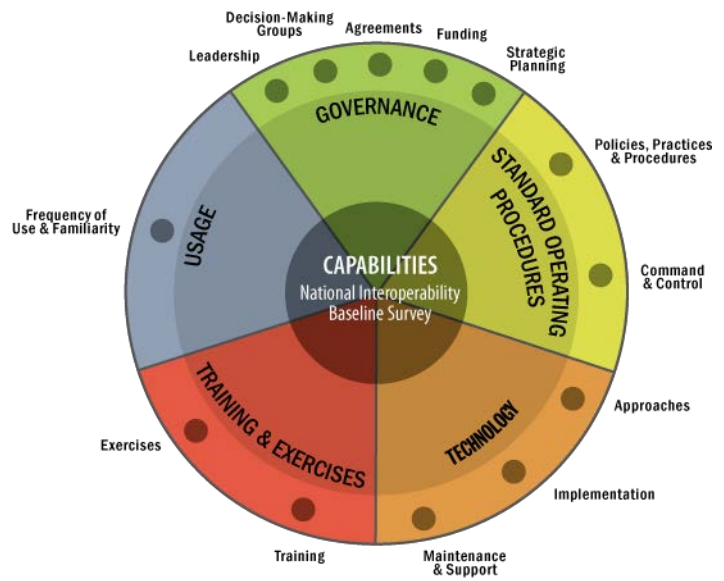 Decision-Making
Groups
Agreements
Funding
Leadership
Strategic
Planning
GOVERNANCE
Policies, Practices
& Procedures
STANDARD OPERATING
PROCEDURES
Frequency of
Use & Familiarity
USAGE
CAPABILITIES
National Interoperability
Baseline Survey
Command
& Control
TRAINING & EXERCISES
TECHNOLOGY
Approaches
Exercises
Implementation
Training
Maintenance
& Support